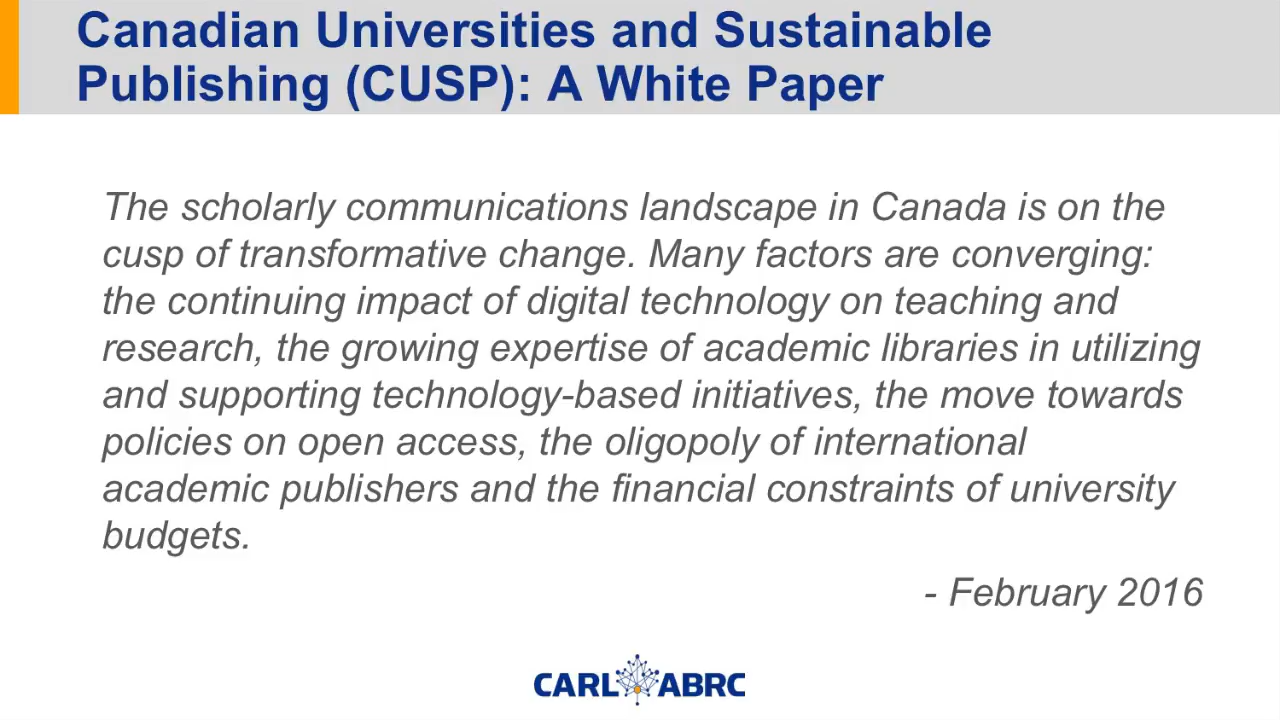 Canadian Universities and Sustainable
Publishing (CUSP): A White Paper
The scholarly communications landscape in Canada is on the
cusp of transformative change. Many factors are converging:
the continuing impact of digital technology on teaching and
research, the growing expertise of academic libraries in utilizing
and supporting technology-based initiatives, the move towards
policies on open access, the oligopoly of international
academic publishers and the financial constraints of university
budgets.
- February 2016
CARL ABRC